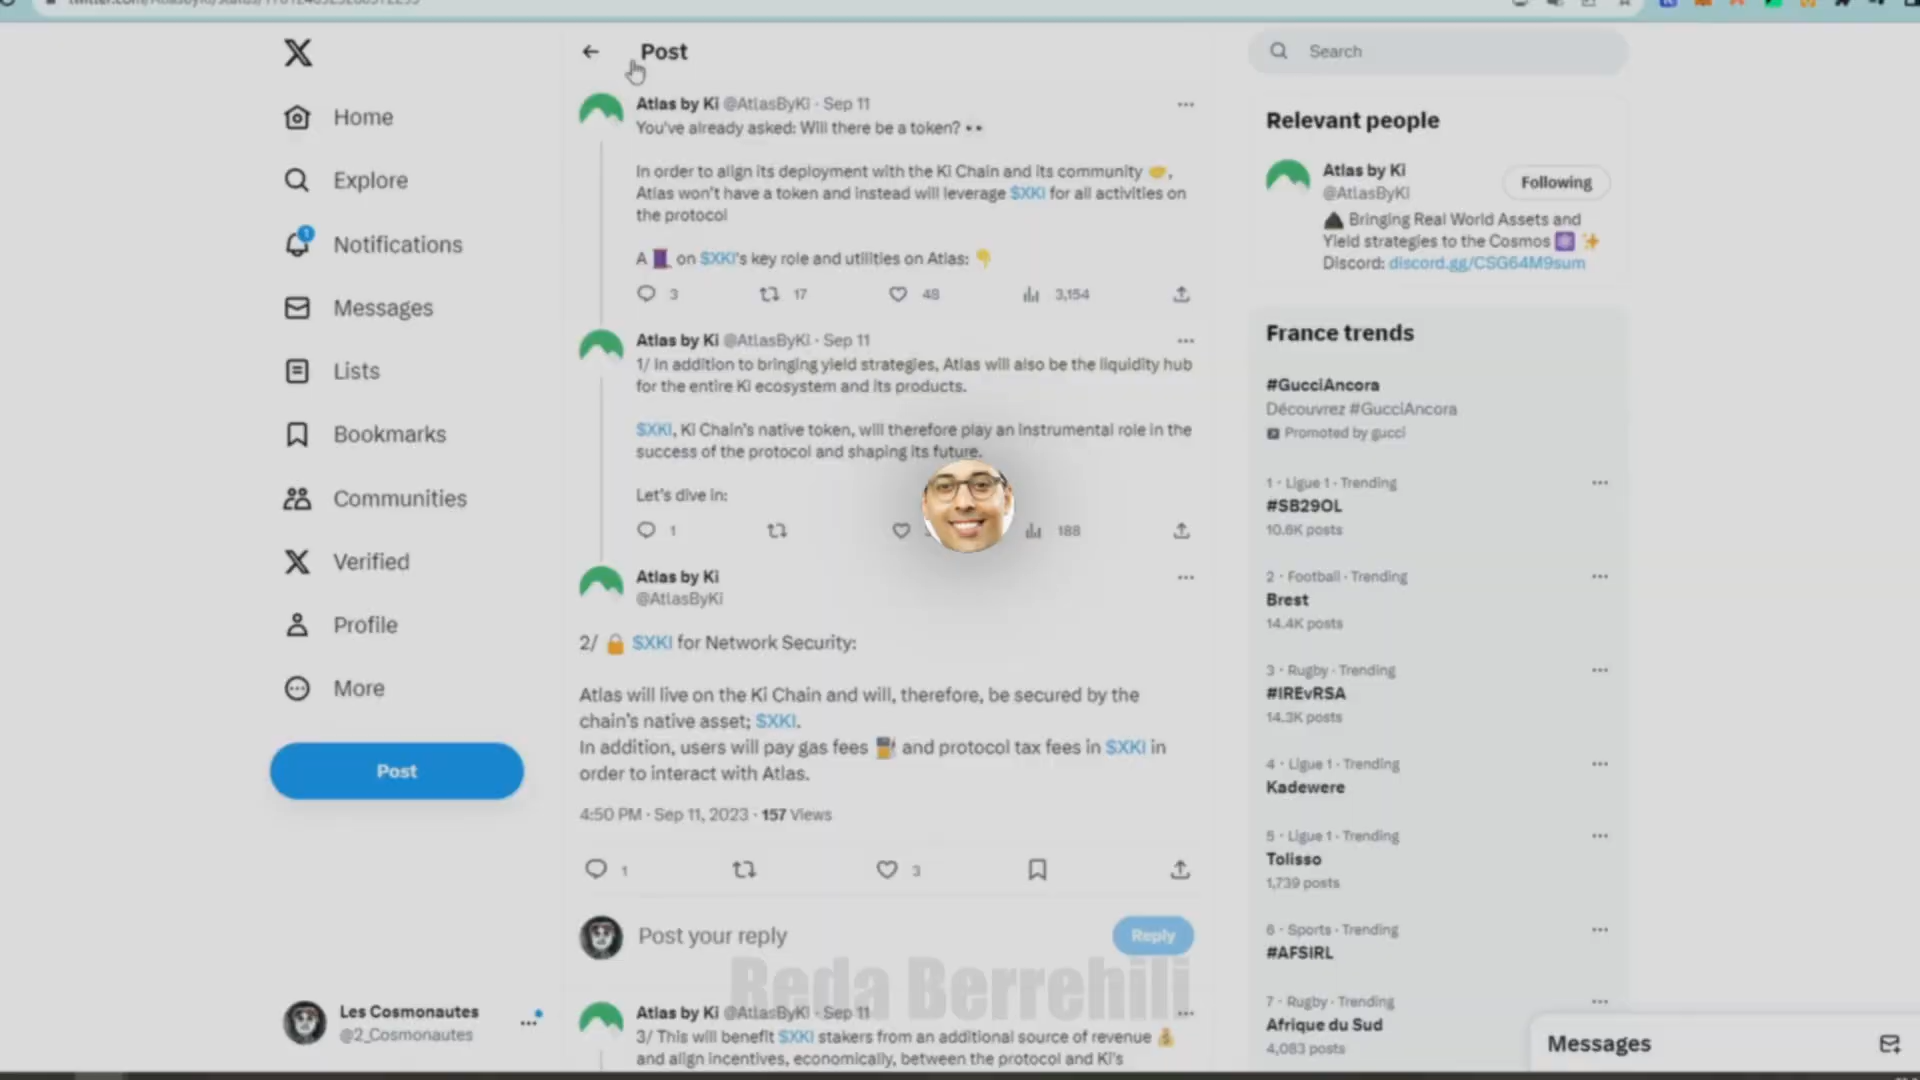 Post
Search
Home
Explore
Notifications
1
Messages
Lists
Bookmarks
Communities
Verified
Profile
More
Post
Les Cosmonautes
@2_Cosmonautes
Atlas by Ki @AtlasByKi · Sep 11
You've already asked: Will there be a token? 👀
In order to align its deployment with the Ki Chain and its community 🤝,
Atlas won't have a token and instead will leverage $XKI for all activities on
the protocol
A 🧵 on $XKI's key role and utilities on Atlas: 👇
3 17 48 3,154
Atlas by Ki @AtlasByKi · Sep 11
1/ In addition to bringing yield strategies, Atlas will also be the liquidity hub
for the entire Ki ecosystem and its products.
$XKI, Ki Chain's native token, will therefore play an instrumental role in the
success of the protocol and shaping its future.
Let's dive in:
1 188
Atlas by Ki
@AtlasByKi
2/ 🔒 $XKI for Network Security:
Atlas will live on the Ki Chain and will, therefore, be secured by the
chain's native asset; $XKI.
In addition, users will pay gas fees ⛽ and protocol tax fees in $XKI in
order to interact with Atlas.
4:50 PM · Sep 11, 2023 · 157 Views
1 3
Post your reply
Reply
Reda Berrehili
Atlas by Ki @AtlasByKi · Sep 11
3/ This will benefit $XKI stakers from an additional source of revenue 💰
and align incentives, economically, between the protocol and Ki's
Relevant people
Atlas by Ki
@AtlasByKi
Following
Bringing Real World Assets and
Yield strategies to the Cosmos ⚛️ ✨
Discord: discord.gg/CSG64M9sum
France trends
#GucciAncora
Découvrez #GucciAncora
Promoted by gucci
1 · Ligue 1 · Trending
#SB29OL
10.6K posts
2 · Football · Trending
Brest
14.4K posts
3 · Rugby · Trending
#IREvRSA
14.3K posts
4 · Ligue 1 · Trending
Kadewere
5 · Ligue 1 · Trending
Tolisso
1,739 posts
6 · Sports · Trending
#AFSIRL
7 · Rugby · Trending
Afrique du Sud
4,083 posts
Messages